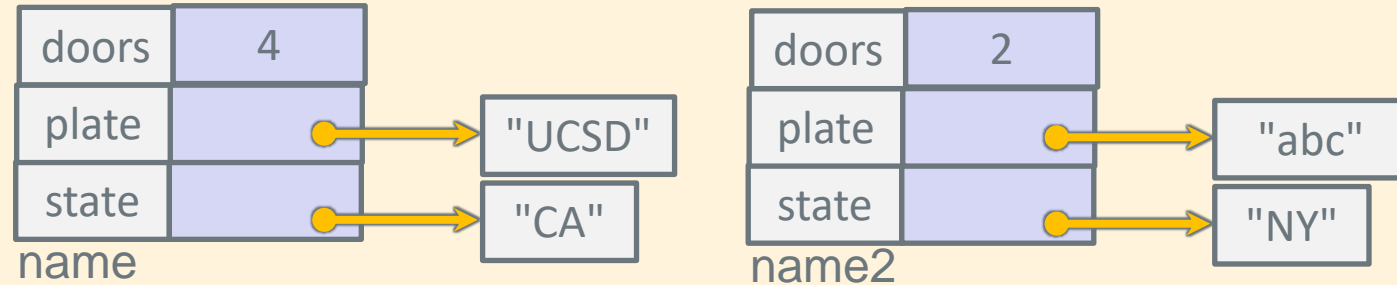 doors 4
plate "UCSD"
state "CA"
name
doors 2
plate "abc"
state "NY"
name2